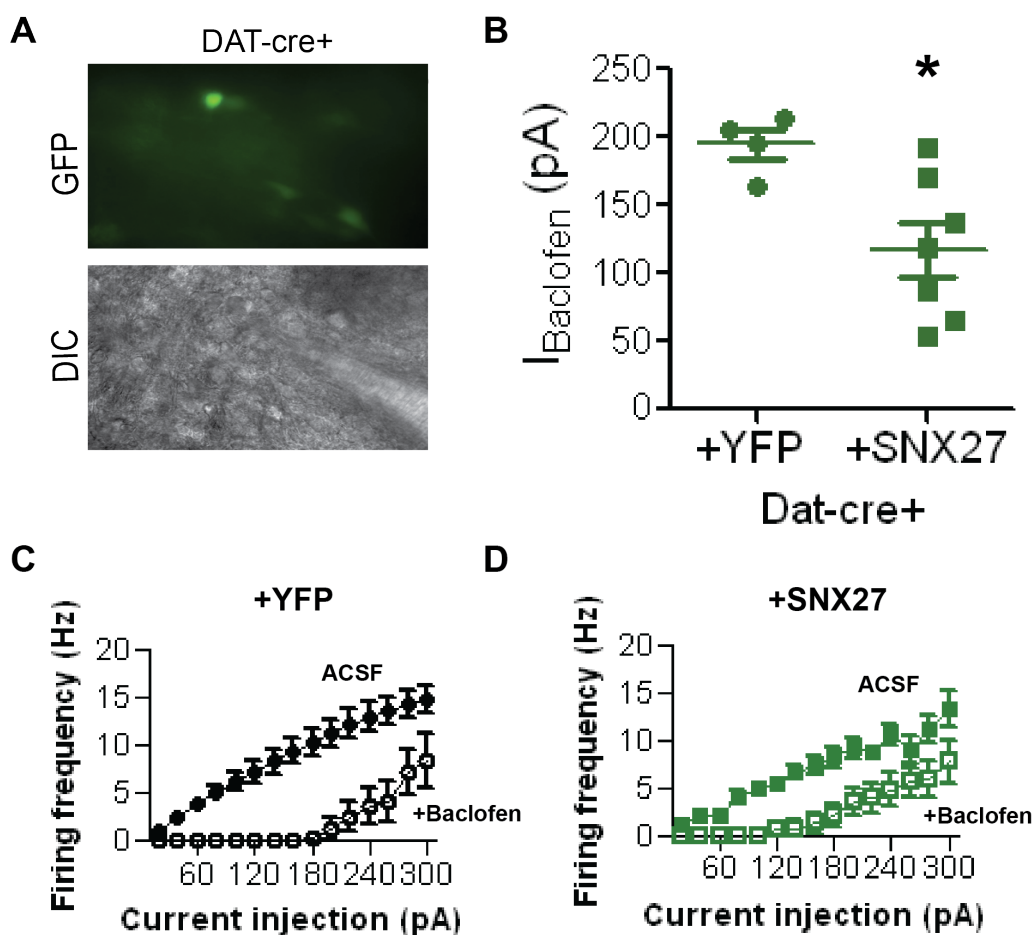 A
DAT-cre+
GFP
DIC
B
I Baclofen (pA)
250
200
150
100
50
0
*
+YFP +SNX27
Dat-cre+
C
+YFP
Firing frequency (Hz)
20
15
10
5
0
ACSF
+Baclofen
60 120 180 240 300
Current injection (pA)
D
+SNX27
Firing frequency (Hz)
20
15
10
5
0
ACSF
+Baclofen
60 120 180 240 300
Current injection (pA)